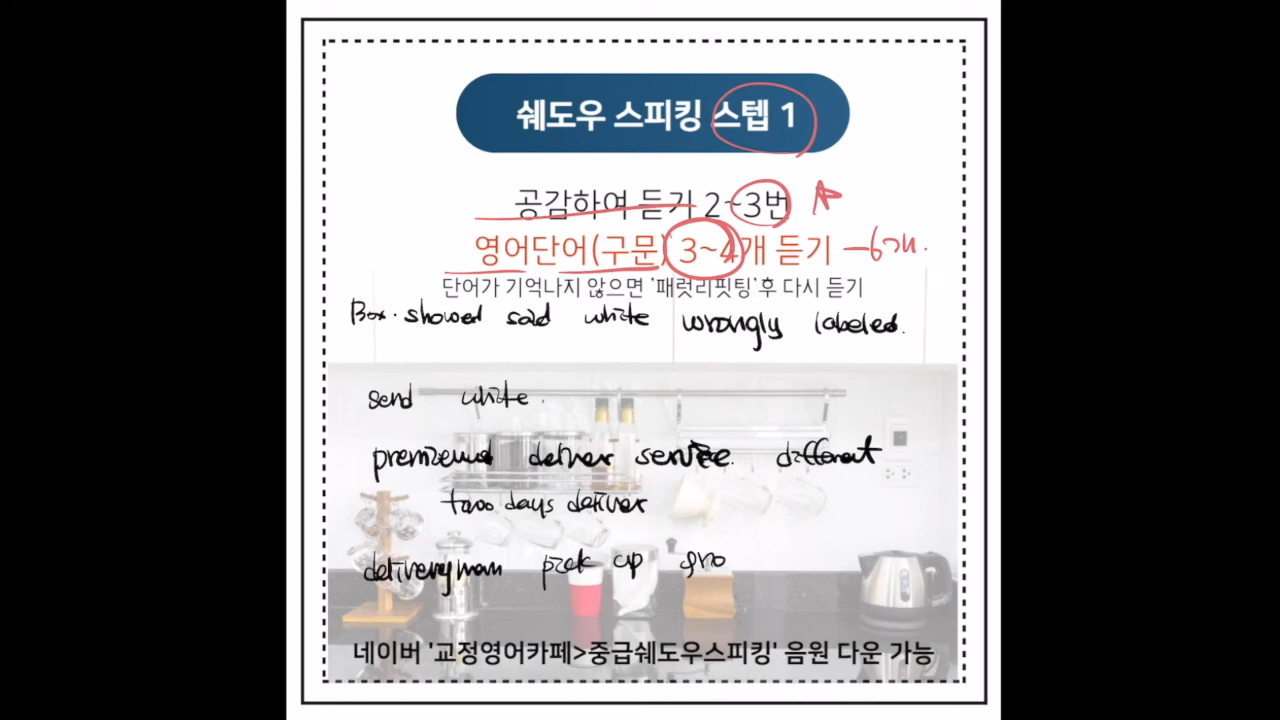 쉐도우 스피킹 스텝 1
공감하여 듣기 2~3번
영어단어(구문) 3~4개 듣기 -6개.
단어가 기억나지 않으면 '패럿리핏팅'후 다시 듣기
Box. showed said white wrongly labeled.
send white.
deliver service. different
two days deliver
deliveryman pick up pro
네이버 '교정영어카페>중급쉐도우스피킹' 음원 다운 가능